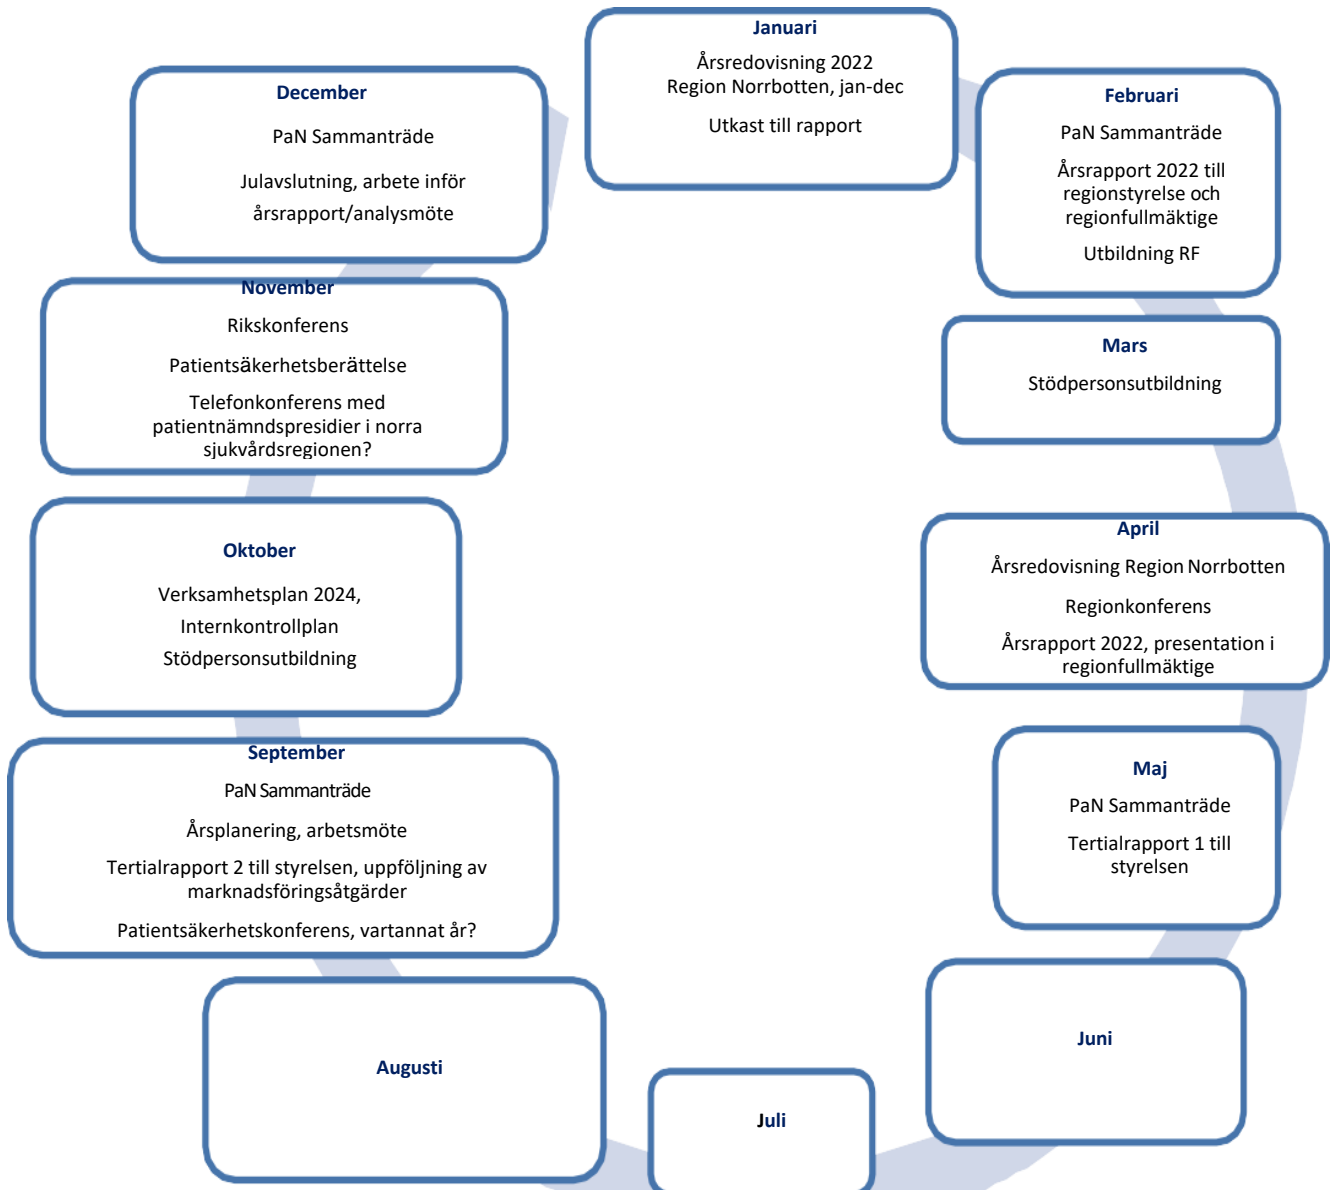 Januari
Årsredovisning 2022
Region Norrbotten, jan-dec
Utkast till rapport
Februari
PaN Sammanträde
Årsrapport 2022 till
regionstyrelse och
regionfullmäktige
Utbildning RF
Mars
Stödpersonsutbildning
April
Årsredovisning Region Norrbotten
Regionkonferens
Årsrapport 2022, presentation i
regionfullmäktige
Maj
PaN Sammanträde
Tertialrapport 1 till
styrelsen
Juni
Juli
Augusti
September
PaN Sammanträde
Årsplanering, arbetsmöte
Tertialrapport 2 till styrelsen, uppföljning av
marknadsföringsåtgärder
Patientsäkerhetskonferens, vartannat år?
Oktober
Verksamhetsplan 2024,
Internkontrollplan
Stödpersonsutbildning
November
Rikskonferens
Patientsäkerhetsberättelse
Telefonkonferens med
patientnämndspresidier i norra
sjukvårdsregionen?
December
PaN Sammanträde
Julavslutning, arbete inför
årsrapport/analysmöte